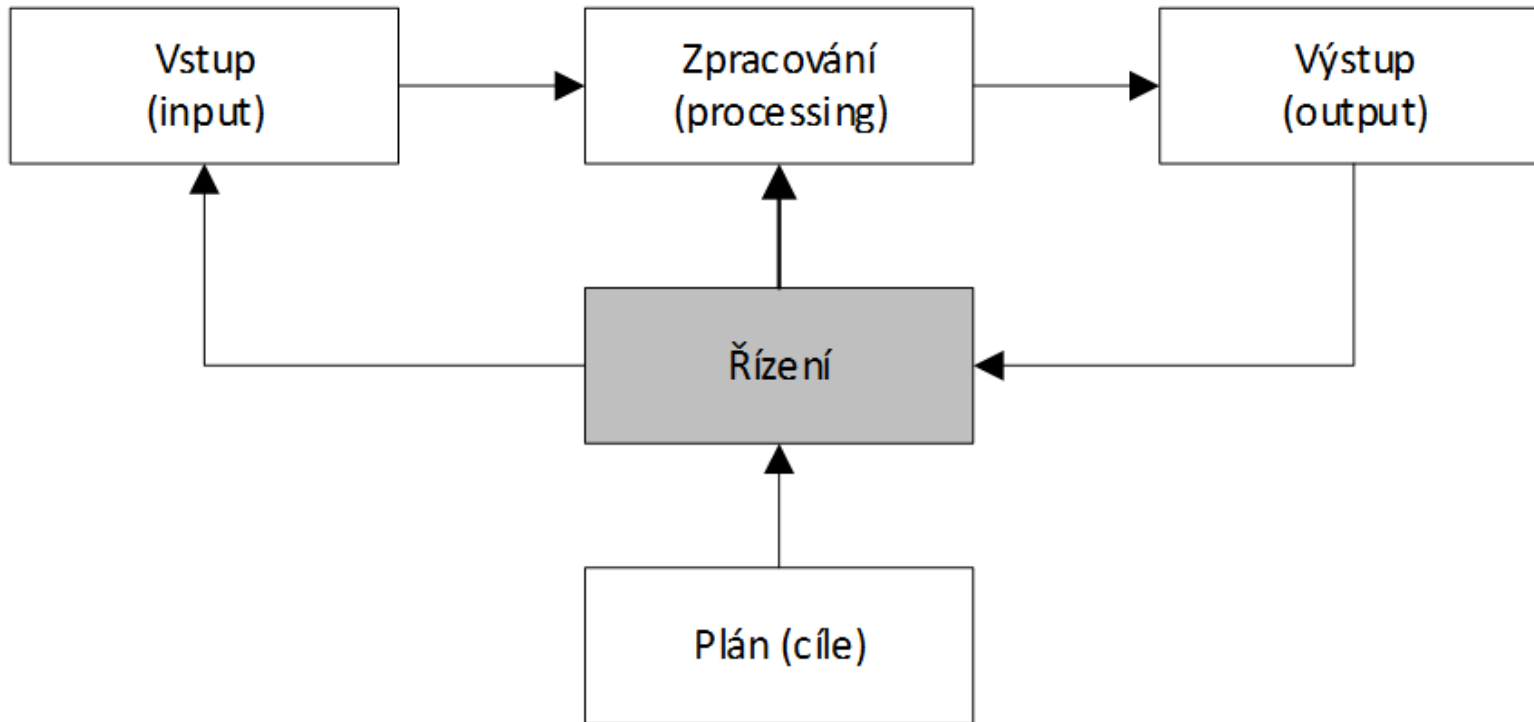 Vstup
(input)
Zpracování
(processing)
Výstup
(output)
Řízení
Plán (cíle)